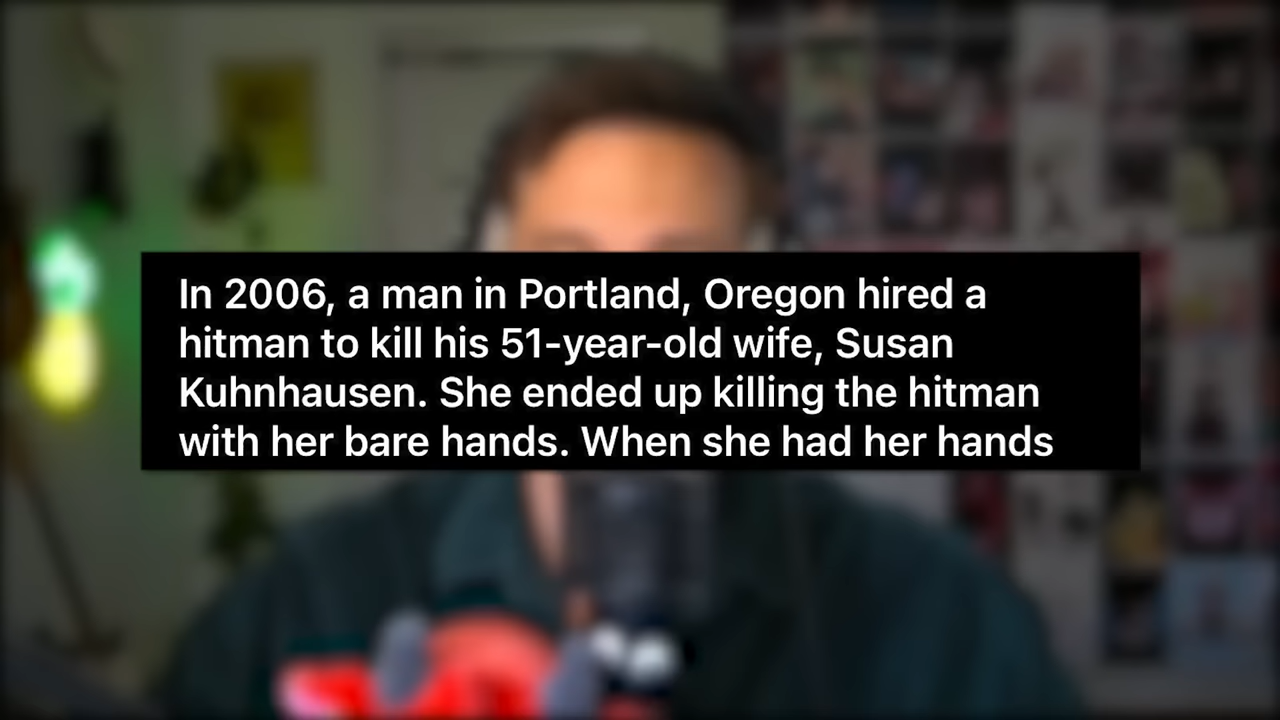 In 2006, a man in Portland, Oregon hired a
hitman to kill his 51-year-old wife, Susan
Kuhnhausen. She ended up killing the hitman
with her bare hands. When she had her hands